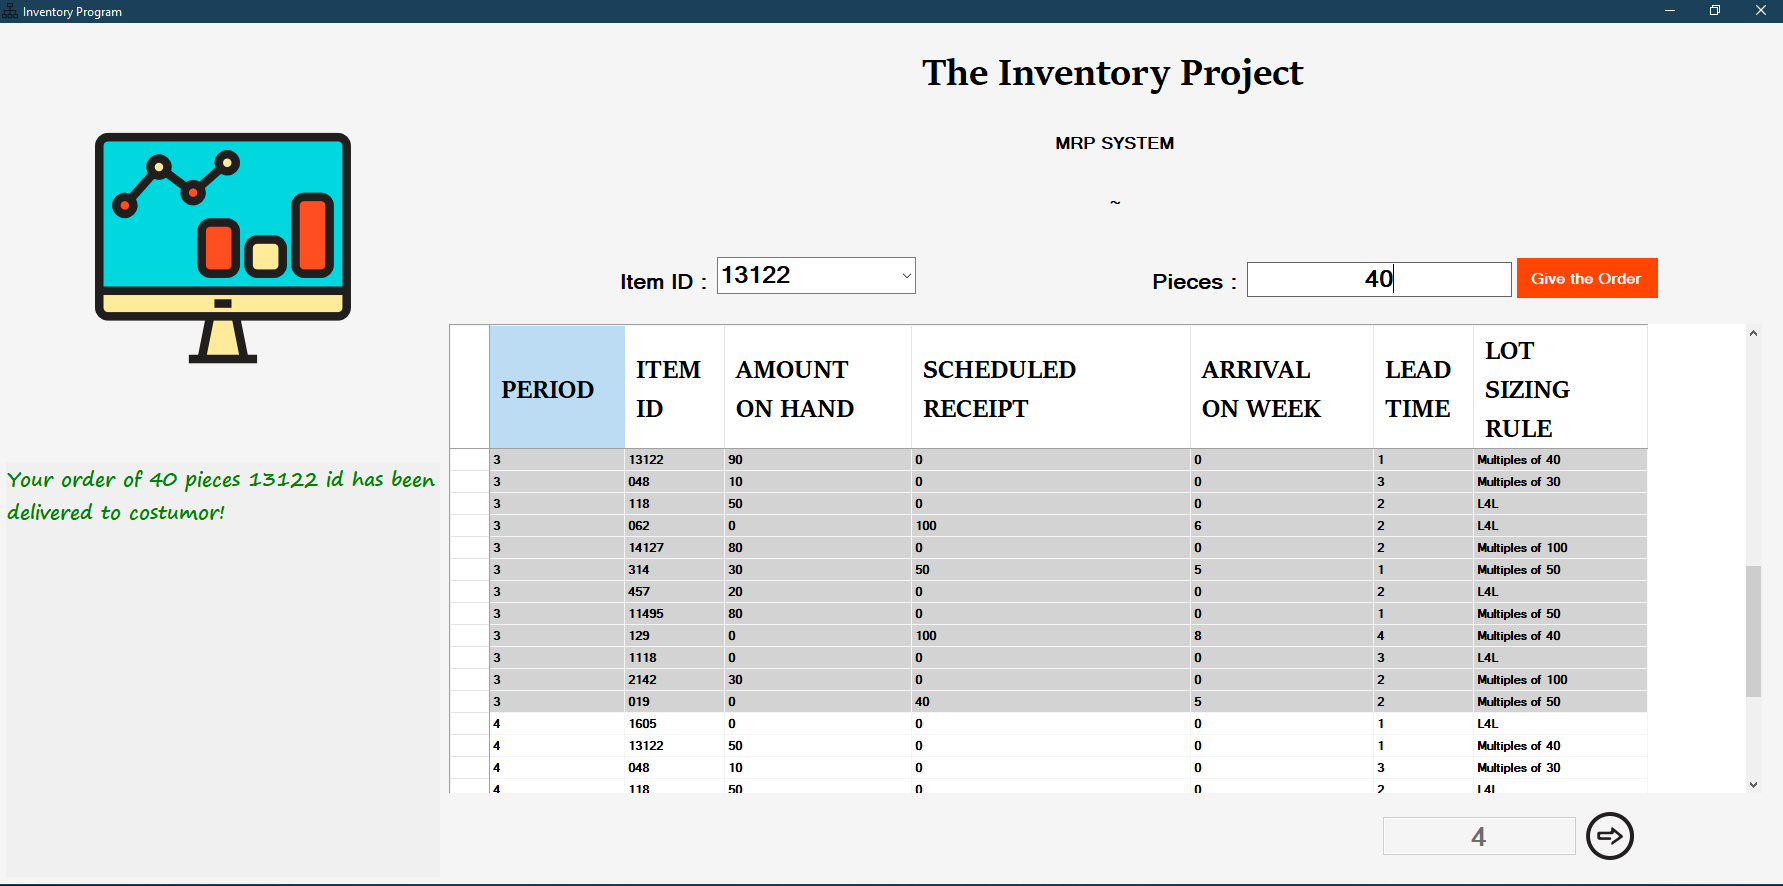 Inventory Program
The Inventory Project
MRP SYSTEM
~
Item ID : 13122 Pieces : 40 Give the Order
PERIOD ITEM ID AMOUNT ON HAND SCHEDULED RECEIPT ARRIVAL ON WEEK LEAD TIME LOT SIZING RULE
3 13122 90 0 0 1 Multiples of 40
3 048 10 0 0 3 Multiples of 30
3 118 50 0 0 2 L4L
3 062 0 100 6 2 L4L
3 14127 80 0 0 2 Multiples of 100
3 314 30 50 5 1 Multiples of 50
3 457 20 0 0 2 L4L
3 11495 80 0 0 1 Multiples of 50
3 129 0 100 8 4 Multiples of 40
3 1118 0 0 0 3 L4L
3 2142 30 0 0 2 Multiples of 100
3 019 0 40 5 2 Multiples of 50
4 1605 0 0 0 1 L4L
4 13122 50 0 0 1 Multiples of 40
4 048 10 0 0 3 Multiples of 30
4 118 50 0 0 2 L4L
Your order of 40 pieces 13122 id has been
delivered to costumor!
4